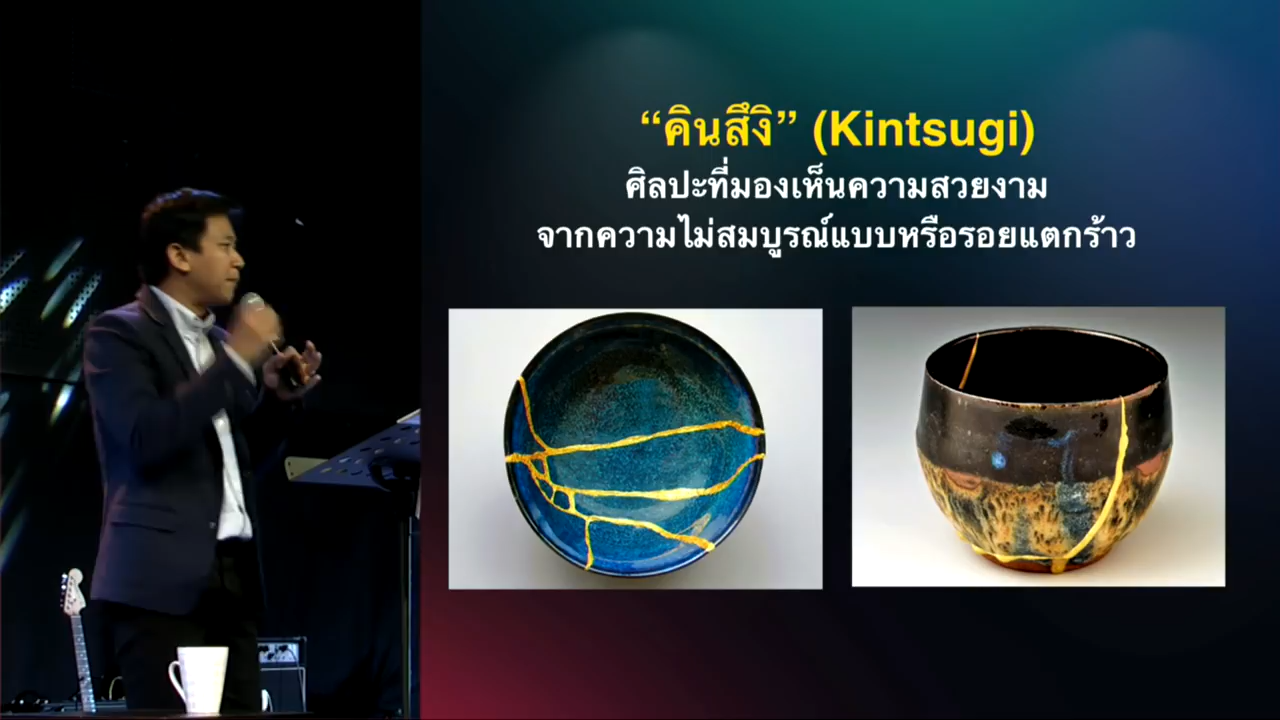 “คินสึงิ” (Kintsugi)
ศิลปะที่มองเห็นความสวยงาม
จากความไม่สมบูรณ์แบบหรือรอยแตกร้าว